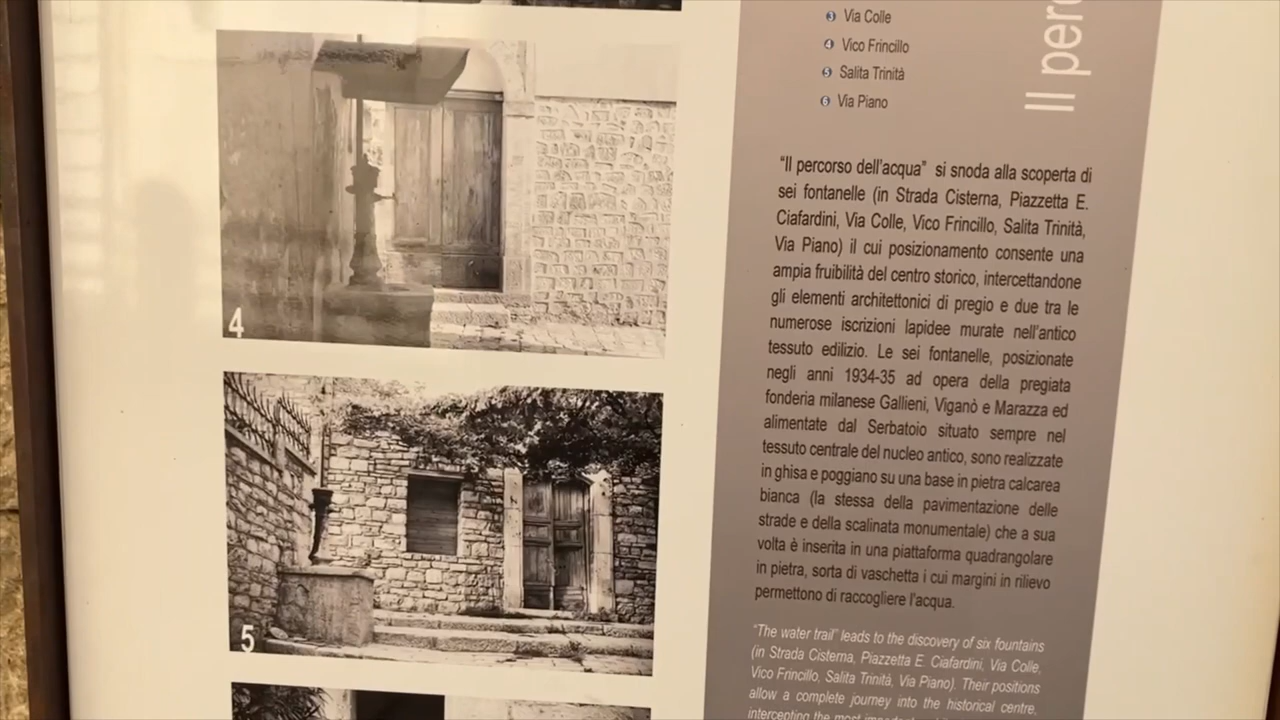 4
5
3 Via Colle
4 Vico Frincillo
5 Salita Trinità
6 Via Piano
Il
“Il percorso dell’acqua” si snoda alla scoperta di
sei fontanelle (in Strada Cisterna, Piazzetta E.
Ciafardini, Via Colle, Vico Frincillo, Salita Trinità,
Via Piano) il cui posizionamento consente una
ampia fruibilità del centro storico, intercettandone
gli elementi architettonici di pregio e due tra le
numerose iscrizioni lapidee murate nell’antico
tessuto edilizio. Le sei fontanelle, posizionate
negli anni 1934-35 ad opera della pregiata
fonderia milanese Gallieni, Viganò e Marazza ed
alimentate dal Serbatoio situato sempre nel
tessuto centrale del nucleo antico, sono realizzate
in ghisa e poggiano su una base in pietra calcarea
bianca (la stessa della pavimentazione delle
strade e della scalinata monumentale) che a sua
volta è inserita in una piattaforma quadrangolare
in pietra, sorta di vaschetta i cui margini in rilievo
permettono di raccogliere l’acqua.
“The water trail” leads to the discovery of six fountains
(in Strada Cisterna, Piazzetta E. Ciafardini, Via Colle,
Vico Frincillo, Salita Trinità, Via Piano). Their positions
allow a complete journey into the historical centre,
intercepting the most